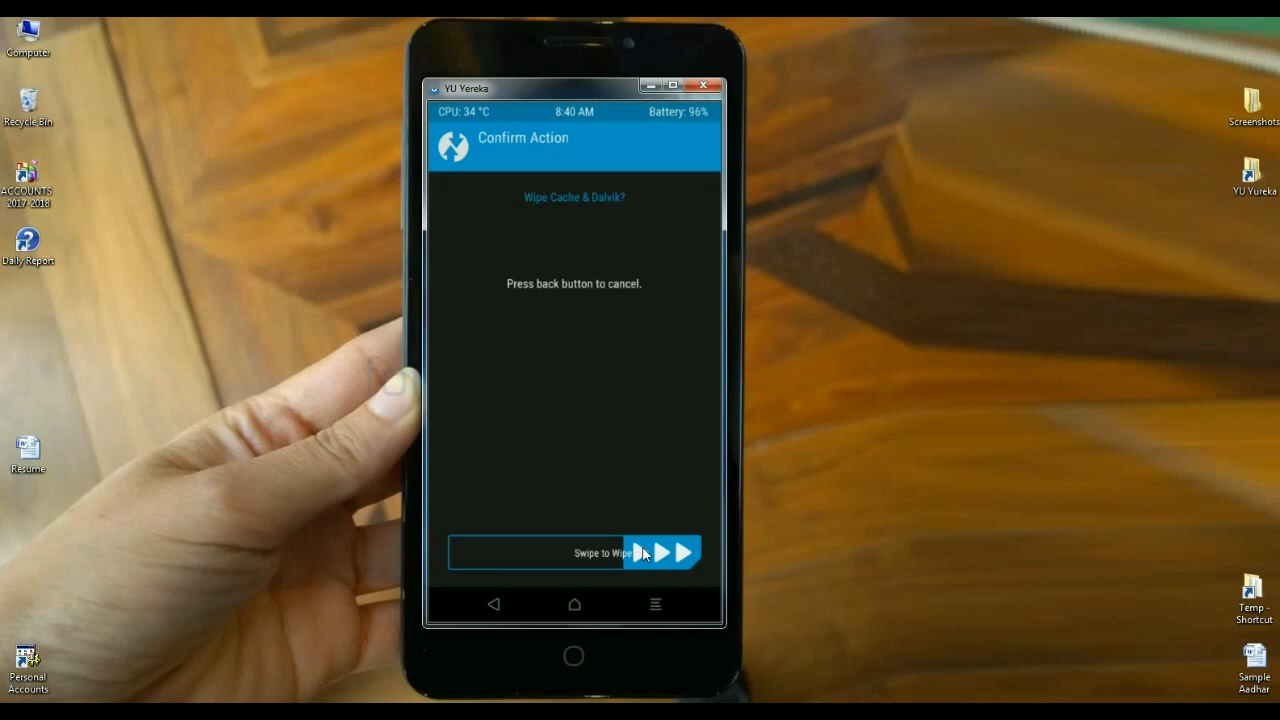 Computer
Recycle Bin
ACCOUNTS
2017-2018
Daily Report
Resume
Personal
Accounts
YU Yereka
CPU: 34 °C
8:40 AM
Battery: 96%
Confirm Action
Wipe Cache & Dalvik?
Press back button to cancel.
Swipe to Wipe
Screenshots
YU Yureka
Temp -
Shortcut
Sample
Aadhar